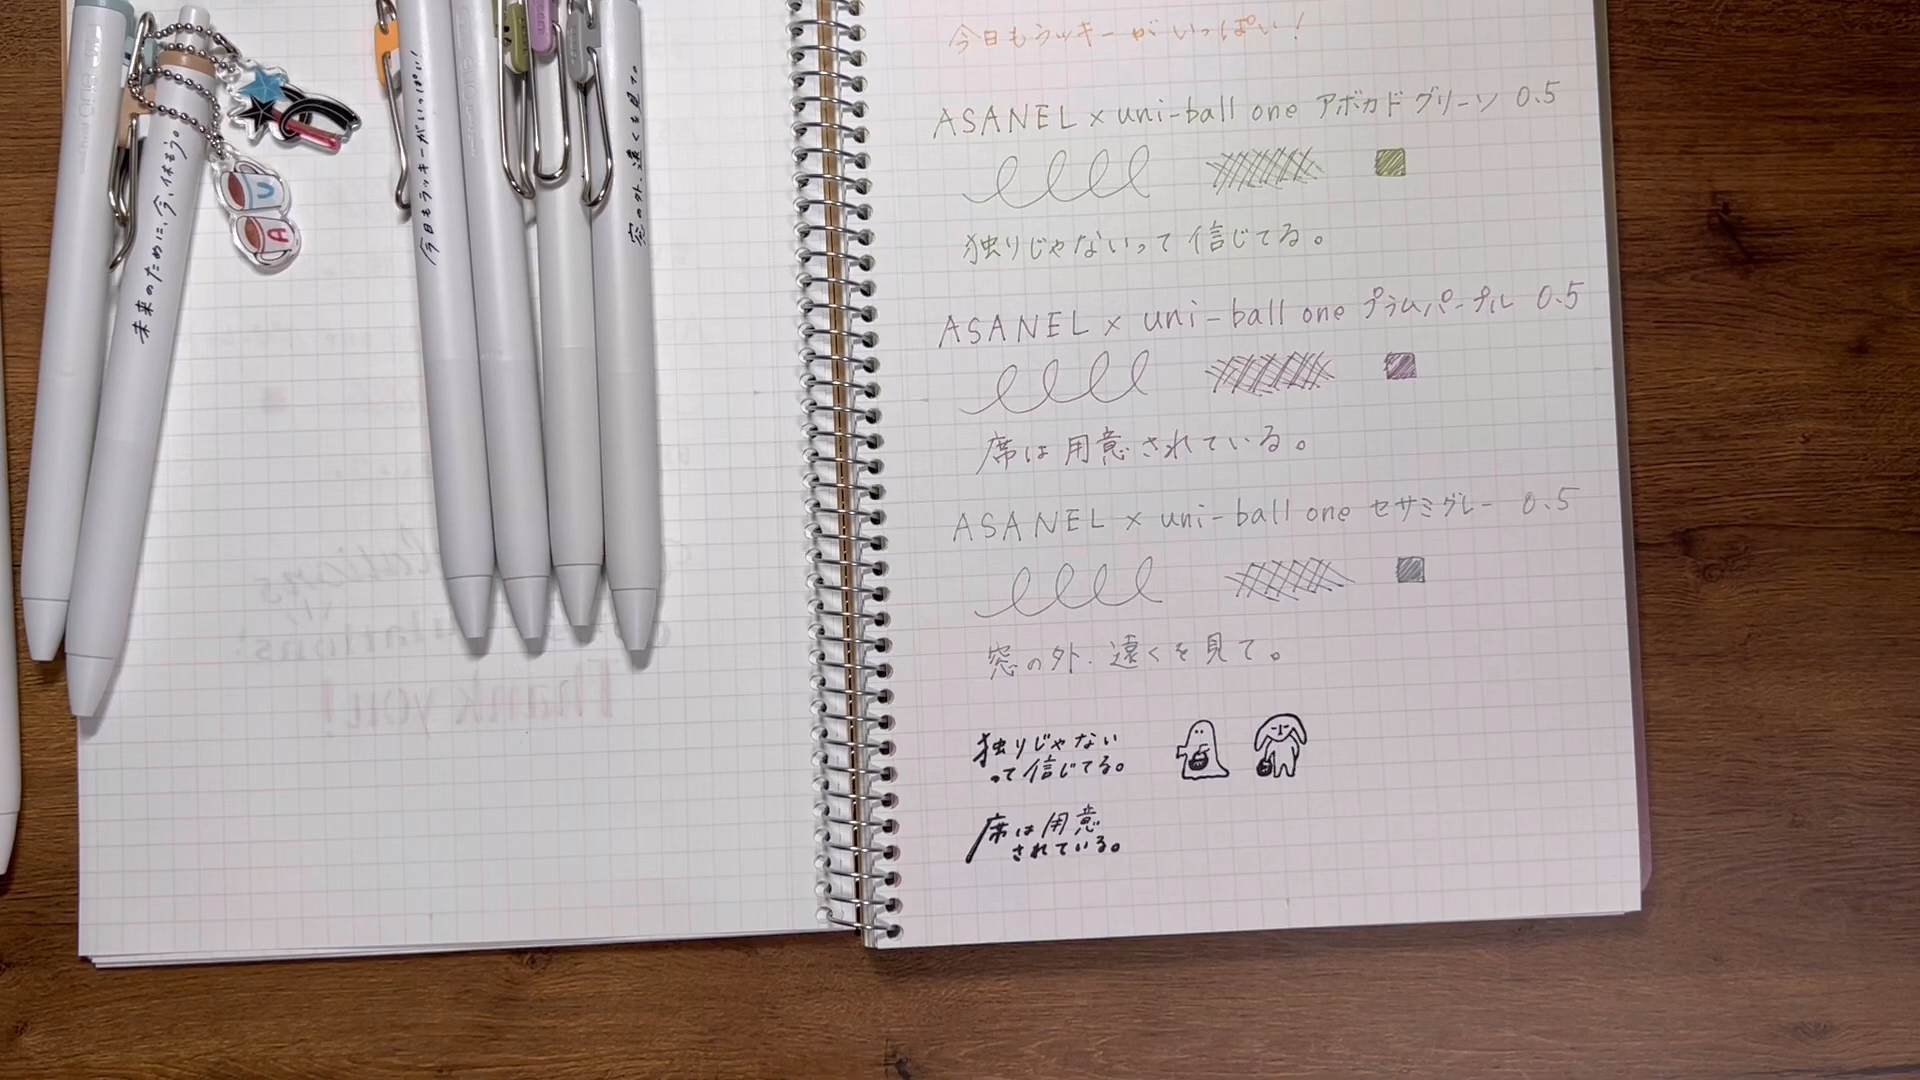 今日もラッキーがいっぱい!
ASANEL × uni-ball one アボカドグリーン 0.5
独りじゃないって信じてる。
ASANEL × uni-ball one プラムパープル 0.5
席は用意されている。
ASANEL × uni-ball one セサミグレー 0.5
窓の外、遠くを見て。
独りじゃない
って信じてる。
席は用意
されている。
未来のために、今、休もう。
今日もラッキーがいっぱい!
窓の外、遠くを見て。
U
A
Thank you!